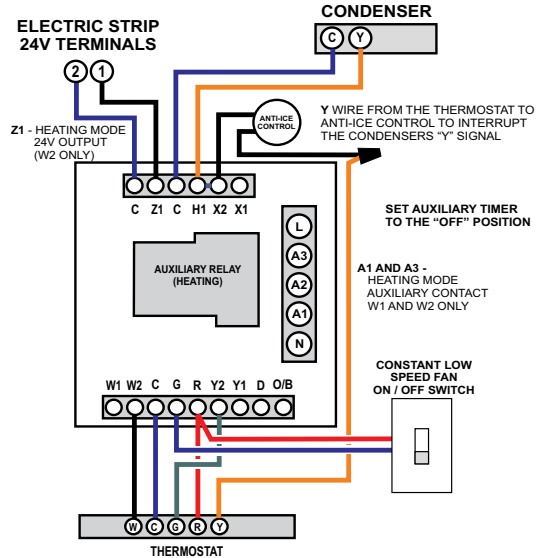 CONDENSER
C Y
ELECTRIC STRIP
24V TERMINALS
2 1
Z1 - HEATING MODE
24V OUTPUT
(W2 ONLY)
ANTI-ICE
CONTROL
Y WIRE FROM THE THERMOSTAT TO
ANTI-ICE CONTROL TO INTERRUPT
THE CONDENSERS “Y” SIGNAL
C Z1 C H1 X2 X1
SET AUXILIARY TIMER
TO THE “OFF” POSITION
L
A3
A2
A1
N
AUXILIARY RELAY
(HEATING)
A1 AND A3 -
HEATING MODE
AUXILIARY CONTACT
W1 AND W2 ONLY
CONSTANT LOW
SPEED FAN
ON / OFF SWITCH
W1 W2 C G R Y2 Y1 D O/B
W C G R Y
THERMOSTAT